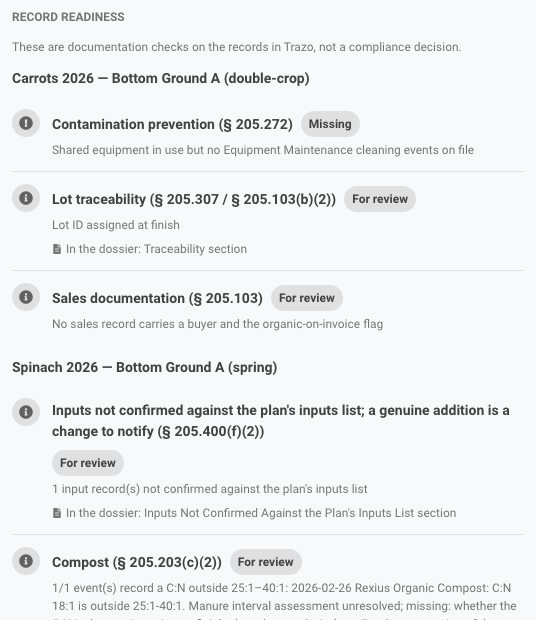 RECORD READINESS
These are documentation checks on the records in Trazo, not a compliance decision.
Carrots 2026 — Bottom Ground A (double-crop)
Contamination prevention (§ 205.272) Missing
Shared equipment in use but no Equipment Maintenance cleaning events on file
Lot traceability (§ 205.307 / § 205.103(b)(2)) For review
Lot ID assigned at finish
In the dossier: Traceability section
Sales documentation (§ 205.103) For review
No sales record carries a buyer and the organic-on-invoice flag
Spinach 2026 — Bottom Ground A (spring)
Inputs not confirmed against the plan's inputs list; a genuine addition is a
change to notify (§ 205.400(f)(2))
For review
1 input record(s) not confirmed against the plan's inputs list
In the dossier: Inputs Not Confirmed Against the Plan's Inputs List section
Compost (§ 205.203(c)(2)) For review
1/1 event(s) record a C:N outside 25:1–40:1: 2026-02-26 Rexius Organic Compost: C:N
18:1 is outside 25:1-40:1. Manure interval assessment unresolved; missing: whether the